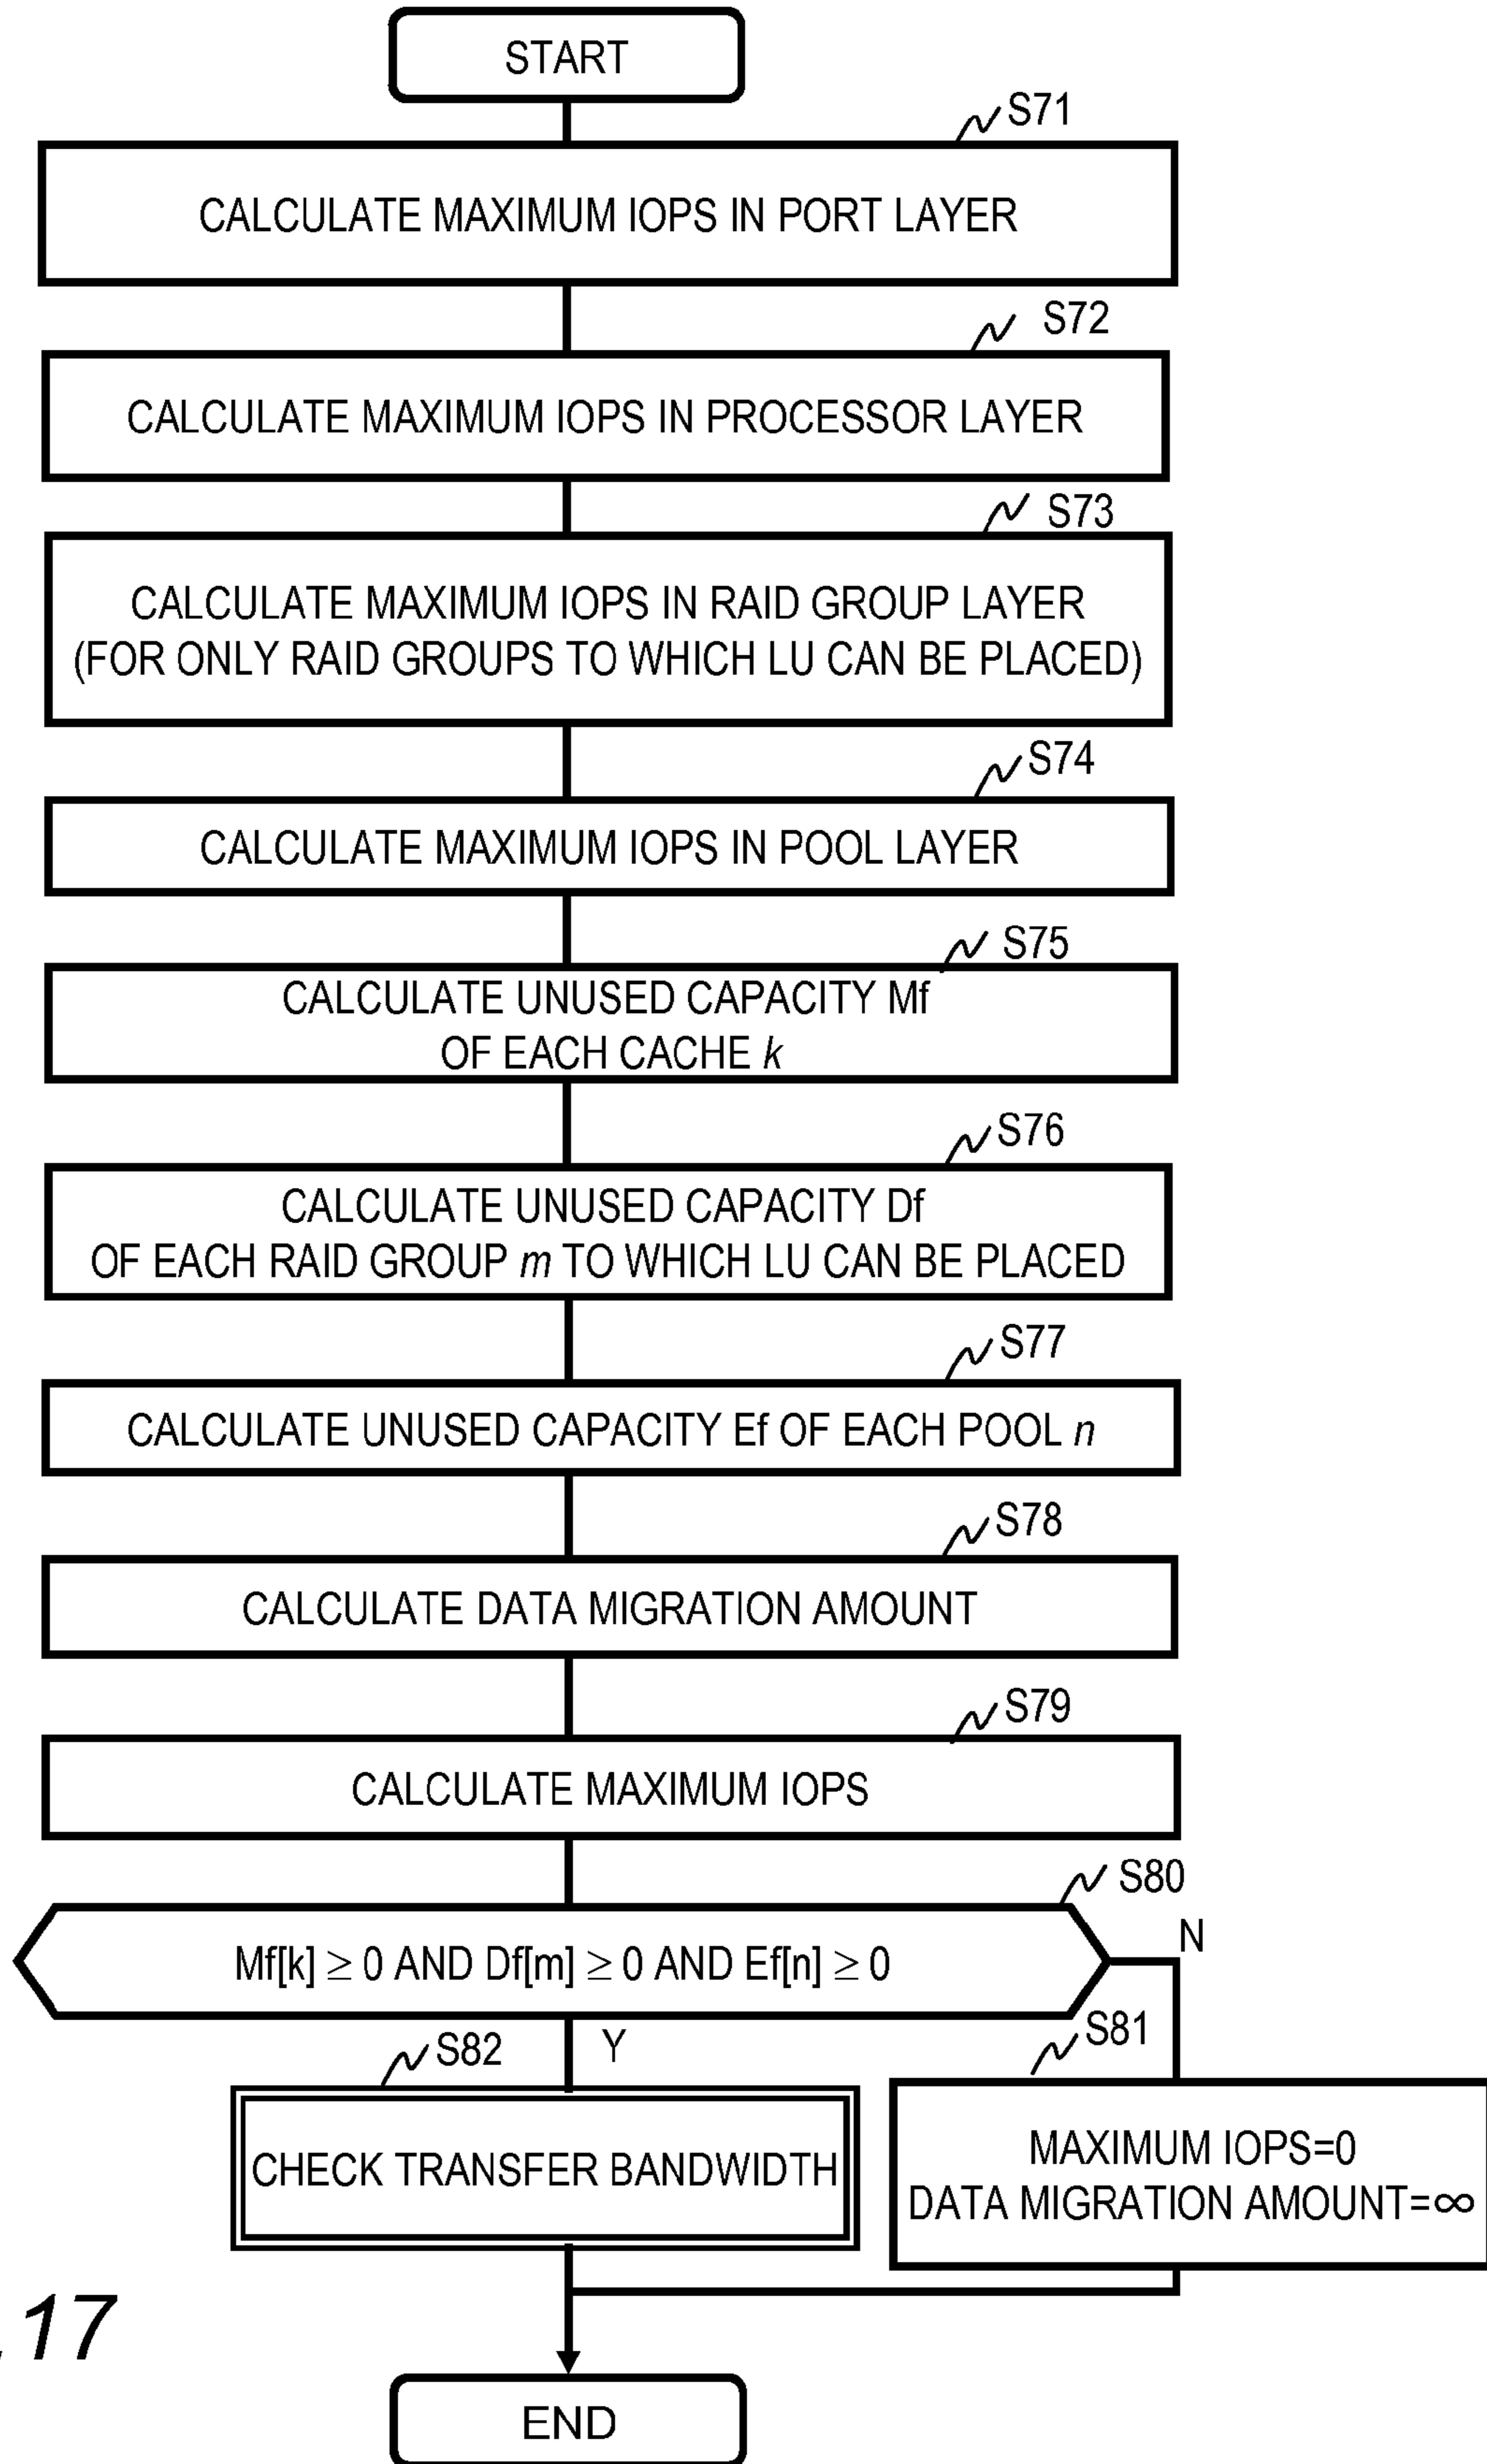 START
S71
CALCULATE MAXIMUM IOPS IN PORT LAYER
S72
CALCULATE MAXIMUM IOPS IN PROCESSOR LAYER
S73
CALCULATE MAXIMUM IOPS IN RAID GROUP LAYER
(FOR ONLY RAID GROUPS TO WHICH LU CAN BE PLACED)
S74
CALCULATE MAXIMUM IOPS IN POOL LAYER
S75
CALCULATE UNUSED CAPACITY Mf
OF EACH CACHE k
S76
CALCULATE UNUSED CAPACITY Df
OF EACH RAID GROUP m TO WHICH LU CAN BE PLACED
S77
CALCULATE UNUSED CAPACITY Ef OF EACH POOL n
S78
CALCULATE DATA MIGRATION AMOUNT
S79
CALCULATE MAXIMUM IOPS
S80
Mf[k] ≥ 0 AND Df[m] ≥ 0 AND Ef[n] ≥ 0
N
Y
S81
S82
CHECK TRANSFER BANDWIDTH
MAXIMUM IOPS=0
DATA MIGRATION AMOUNT=∞
.17
END